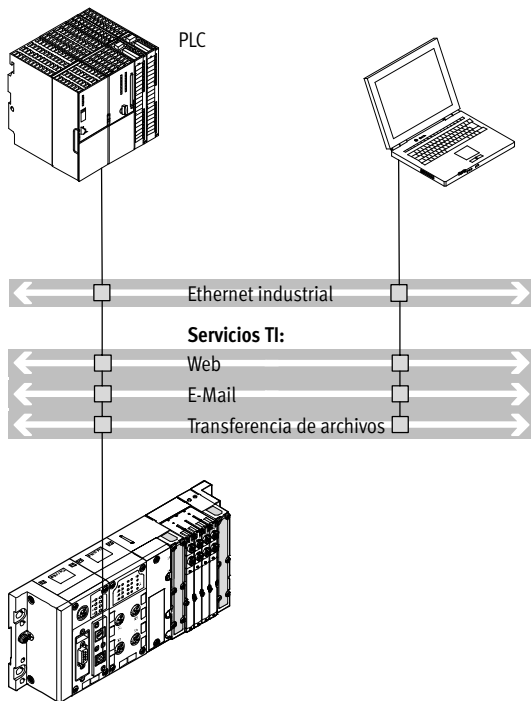 PLC
Ethernet industrial
Servicios TI:
Web
E-Mail
Transferencia de archivos